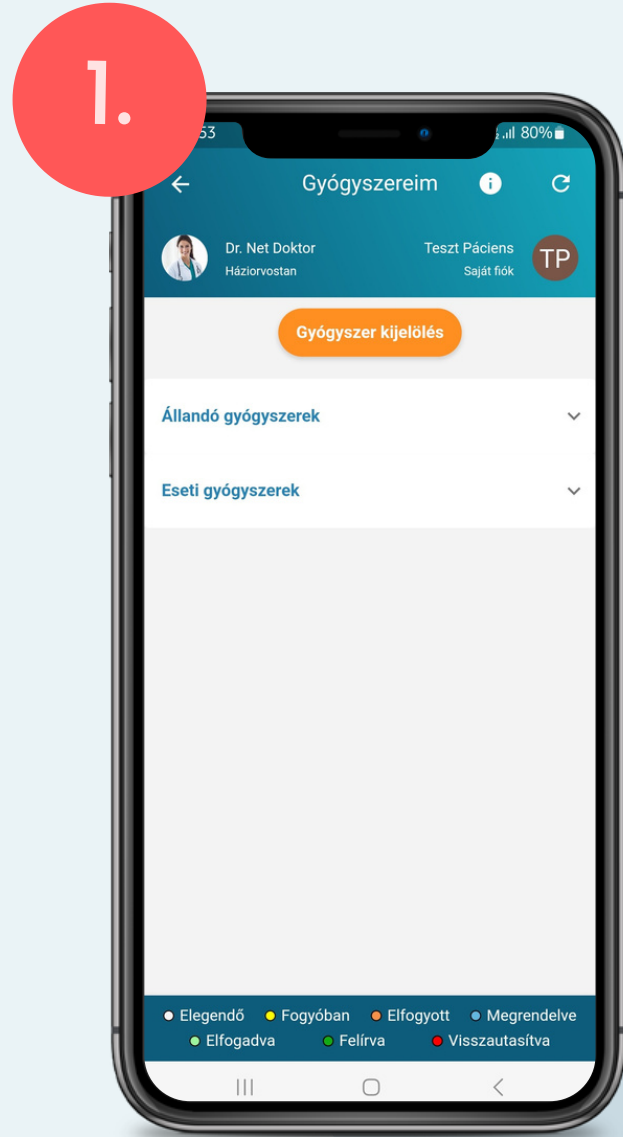 1.
53
80%
Gyógyszereim
Dr. Net Doktor
Háziorvostan
Teszt Páciens
Saját fiók
TP
Gyógyszer kijelölés
Állandó gyógyszerek
Eseti gyógyszerek
Elegendő Fogyóban Elfogyott Megrendelve
Elfogadva Felírva Visszautasítva